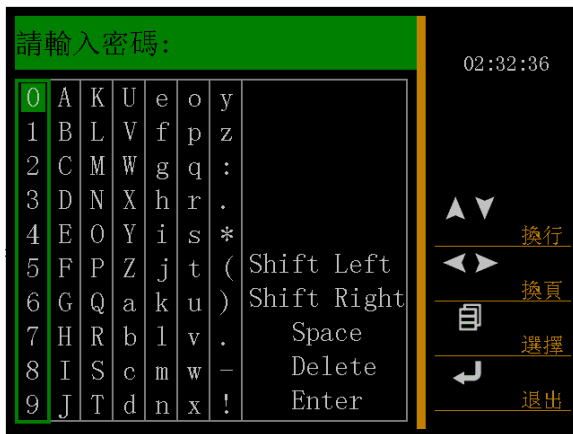 請輸入密碼:
02:32:36
0 A K U e o y
1 B L V f p z
2 C M W g q :
3 D N X h r .
4 E O Y i s *
5 F P Z j t ( Shift Left
6 G Q a k u ) Shift Right
7 H R b l v . Space
8 I S c m w - Delete
9 J T d n x ! Enter
換行
換頁
選擇
退出